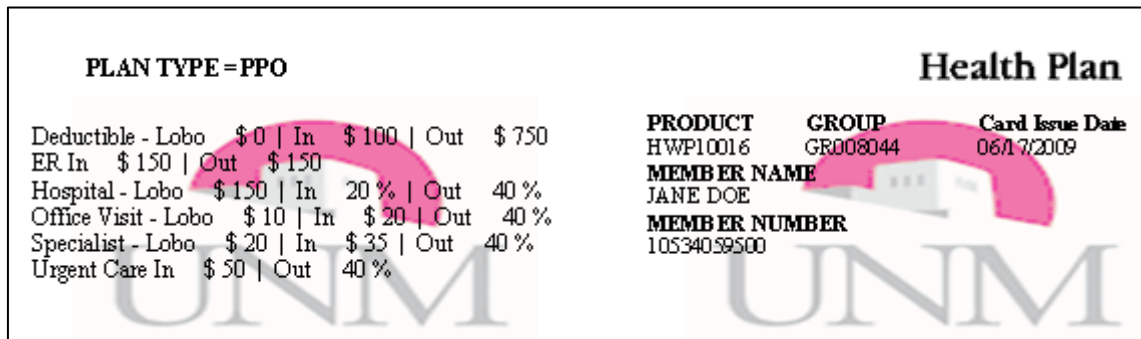 PLAN TYPE = PPO
Deductible - Lobo $ 0 | In $ 100 | Out $ 750
ER In $ 150 | Out $ 150
Hospital - Lobo $ 150 | In 20 % | Out 40 %
Office Visit - Lobo $ 10 | In $ 20 | Out 40 %
Specialist - Lobo $ 20 | In $ 35 | Out 40 %
Urgent Care In $ 50 | Out 40 %
UNM
Health Plan
PRODUCT GROUP Card Issue Date
HWP10016 GR008044 06/17/2009
MEMBER NAME
JANE DOE
MEMBER NUMBER
10534059500
UNM